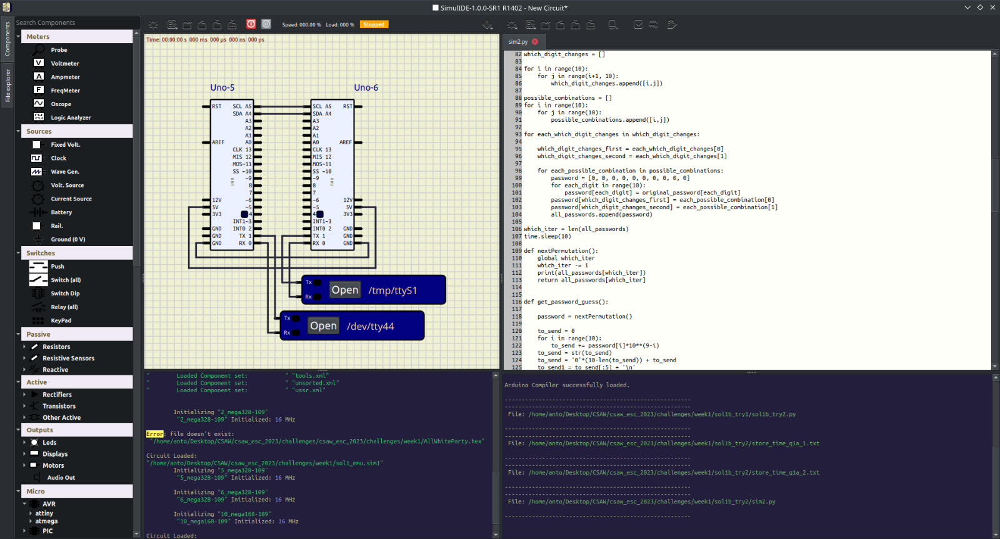 SimulIDE-1.0.0-SR1 R1402 - New Circuit*
Components
File explorer
Search Components
Meters
Probe
Voltmeter
Ampmeter
FreqMeter
Oscope
Logic Analyzer
Sources
Fixed Volt.
Clock
Wave Gen.
Volt. Source
Current Source
Battery
Rail.
Ground (0 V)
Switches
Push
Switch (all)
Switch Dip
Relay (all)
KeyPad
Passive
Resistors
Resistive Sensors
Reactive
Active
Rectifiers
Transistors
Other Active
Outputs
Leds
Displays
Motors
Audio Out
Micro
AVR
attiny
atmega
PIC
Speed: 000.00 % Load: 000 % Stopped
Time: 00:00:00 s 000 ms 000 µs 000 ns 000 ps
Uno-5
RST
AREF
12V
5V
3V3
GND
GND
GND
SCL A5
SDA A4
A3
A2
A1
A0
CLK 13
MIS 12
MOS~11
SS ~10
~9
8
7
~6
~5
4
INT1~3
INT0 2
TX 1
RX 0
UNO
Uno-6
SCL A5
SDA A4
A3
A2
A1
A0
CLK 13
MIS 12
MOS~11
SS ~10
~9
8
7
~6
~5
4
INT1~3
INT0 2
TX 1
RX 0
UNO
RST
AREF
12V
5V
3V3
GND
GND
GND
Tx
Rx
Open
/tmp/ttyS1
Tx
Rx
Open
/dev/tty44
" Loaded Component set: " "tools.xml"
" Loaded Component set: " "unsorted.xml"
" Loaded Component set: " "ussr.xml"
Initializing "2_mega328-109"
"2_mega328-109" Initialized: 16 MHz
Error: file doesn't exist:
"/home/anto/Desktop/CSAW/csaw_esc_2023/challenges/csaw_esc_2023/challenges/week1/AllWhiteParty.hex"
Circuit Loaded:
"/home/anto/Desktop/CSAW/csaw_esc_2023/challenges/week1/sol1_emu.sim1"
Initializing "5_mega328-109"
"5_mega328-109" Initialized: 16 MHz
Initializing "6_mega328-109"
"6_mega328-109" Initialized: 16 MHz
Initializing "10_mega168-109"
"10_mega168-109" Initialized: 16 MHz
Circuit Loaded:
sim2.py
82 which_digit_changes = []
83
84 for i in range(10):
85 for j in range(i+1, 10):
86 which_digit_changes.append([i,j])
87
88 possible_combinations = []
89 for i in range(10):
90 for j in range(10):
91 possible_combinations.append([i,j])
92
93 for each_which_digit_changes in which_digit_changes:
94
95 which_digit_changes_first = each_which_digit_changes[0]
96 which_digit_changes_second = each_which_digit_changes[1]
97
98 for each_possible_combination in possible_combinations:
99 password = [0, 0, 0, 0, 0, 0, 0, 0, 0, 0]
100 for each_digit in range(10):
101 password[each_digit] = original_password[each_digit]
102 password[which_digit_changes_first] = each_possible_combination[0]
103 password[which_digit_changes_second] = each_possible_combination[1]
104 all_passwords.append(password)
105
106 which_iter = len(all_passwords)
107 time.sleep(10)
108
109 def nextPermutation():
110 global which_iter
111 which_iter -= 1
112 print(all_passwords[which_iter])
113 return all_passwords[which_iter]
114
115
116 def get_password_guess():
117
118 password = nextPermutation()
119
120 to_send = 0
121 for i in range(10):
122 to_send += password[i]*10**(9-i)
123 to_send = str(to_send)
124 to_send = '0'*(10-len(to_send)) + to_send
125 to_send1 = to_send[:5] + '\n'
Arduino Compiler successfully loaded.
-------------------------------------------------------
-------------------------------------------------------
File: /home/anto/Desktop/CSAW/csaw_esc_2023/challenges/week1/sol1b_try1/sol1b_try2.py
-------------------------------------------------------
-------------------------------------------------------
File: /home/anto/Desktop/CSAW/csaw_esc_2023/challenges/week1/sol1b_try2/store_time_q1a_1.txt
-------------------------------------------------------
-------------------------------------------------------
File: /home/anto/Desktop/CSAW/csaw_esc_2023/challenges/week1/sol1b_try2/store_time_q1a_2.txt
-------------------------------------------------------
-------------------------------------------------------
File: /home/anto/Desktop/CSAW/csaw_esc_2023/challenges/week1/sol1b_try2/sim2.py
-------------------------------------------------------